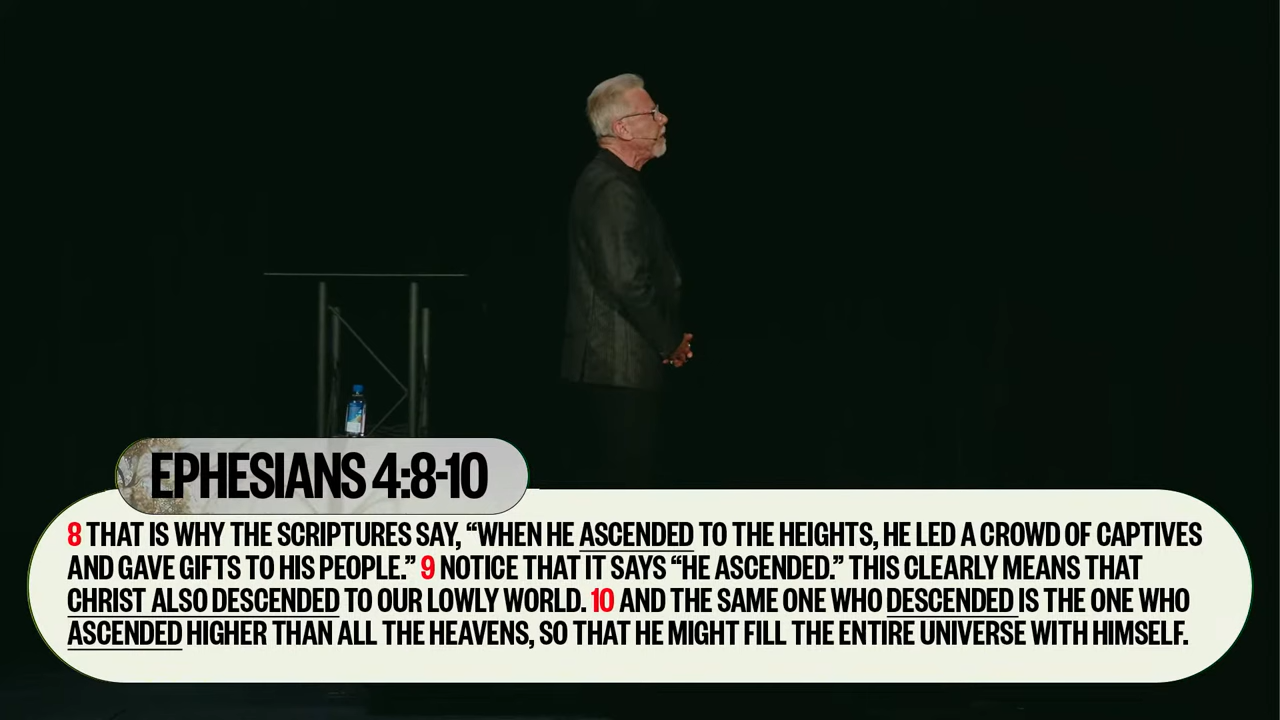 EPHESIANS 4:8-10
8 THAT IS WHY THE SCRIPTURES SAY, “WHEN HE ASCENDED TO THE HEIGHTS, HE LED A CROWD OF CAPTIVES
AND GAVE GIFTS TO HIS PEOPLE.” 9 NOTICE THAT IT SAYS “HE ASCENDED.” THIS CLEARLY MEANS THAT
CHRIST ALSO DESCENDED TO OUR LOWLY WORLD. 10 AND THE SAME ONE WHO DESCENDED IS THE ONE WHO
ASCENDED HIGHER THAN ALL THE HEAVENS, SO THAT HE MIGHT FILL THE ENTIRE UNIVERSE WITH HIMSELF.